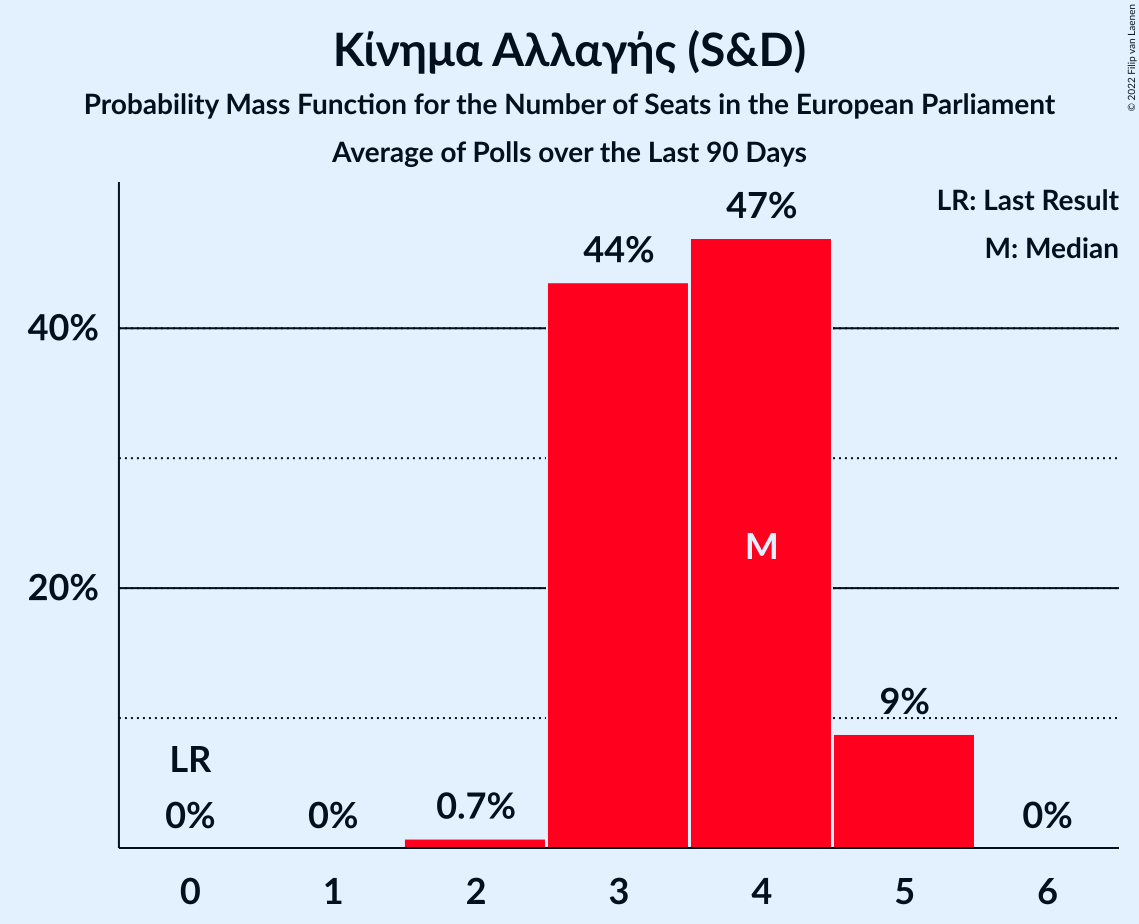 Κίνημα Αλλαγής (S&D)
Probability Mass Function for the Number of Seats in the European Parliament
Average of Polls over the Last 90 Days
© 2022 Filip van Laenen
LR: Last Result
M: Median
47%
44%
40%
M
20%
9%
LR
0% 0% 0.7% 0%
0 1 2 3 4 5 6